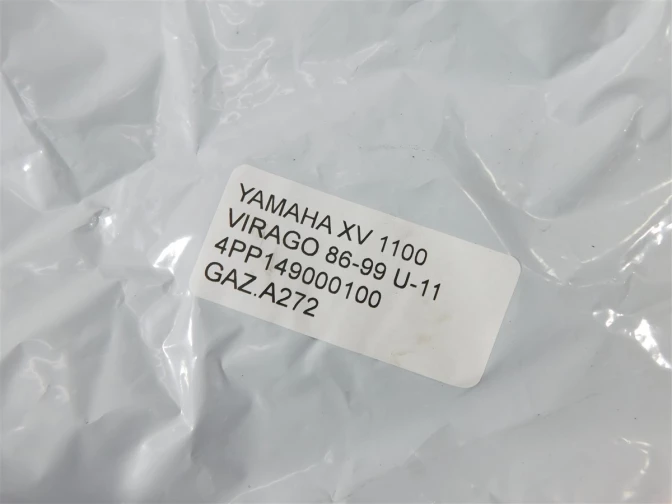 YAMAHA XV 1100
VIRAGO 86-99 U-11
4PP149000100
GAZ.A272